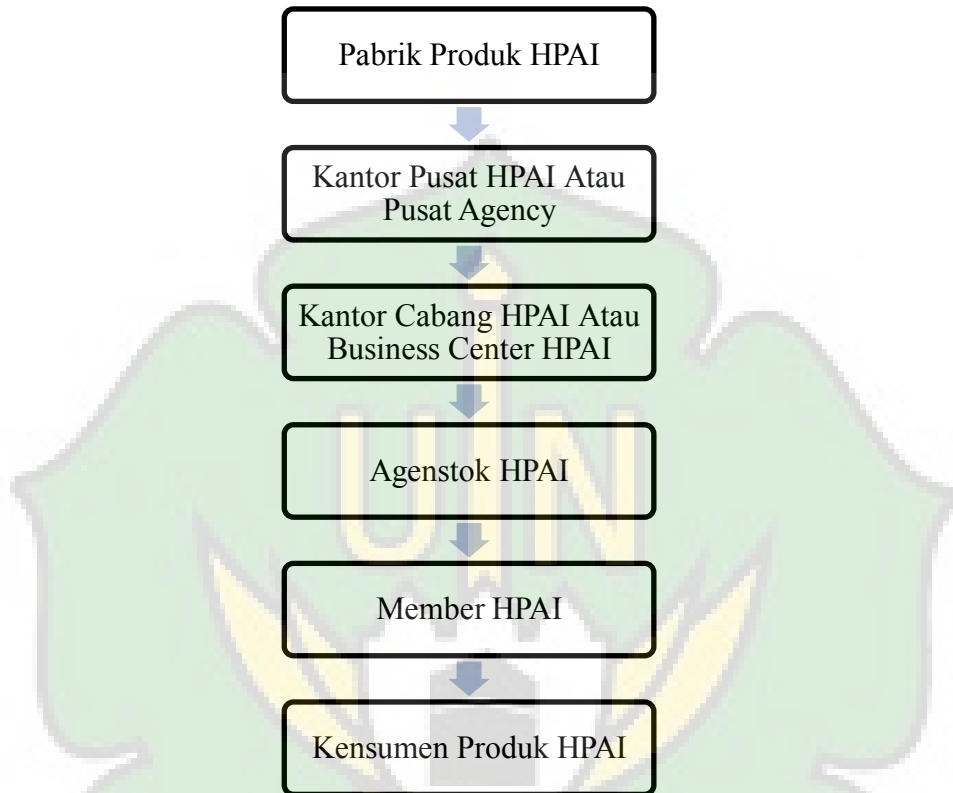 Pabrik Produk HPAI
Kantor Pusat HPAI Atau
Pusat Agency
Kantor Cabang HPAI Atau
Business Center HPAI
UIN
Agenstok HPAI
Member HPAI
Kensumen Produk HPAI